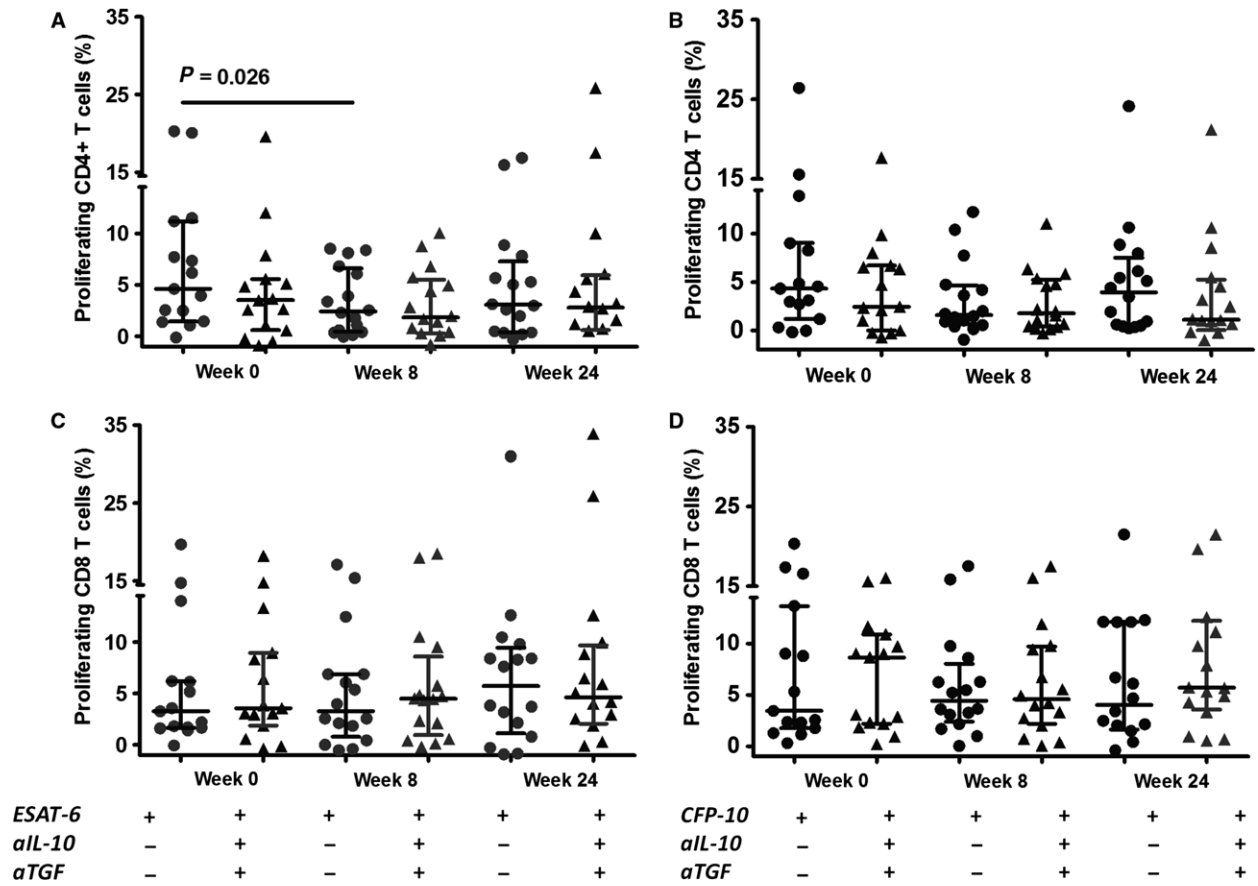 A
Proliferating CD4+ T cells (%)
35
25
15
10
5
0
P = 0.026
Week 0 Week 8 Week 24
B
Proliferating CD4 T cells (%)
35
25
15
10
5
0
Week 0 Week 8 Week 24
C
Proliferating CD8 T cells (%)
35
25
15
10
5
0
Week 0 Week 8 Week 24
D
Proliferating CD8 T cells (%)
35
25
15
10
5
0
Week 0 Week 8 Week 24
ESAT-6 + + + + + +
aIL-10 – + – + – +
aTGF – + – + – +
CFP-10 + + + + + +
aIL-10 – + – + – +
aTGF – + – + – +